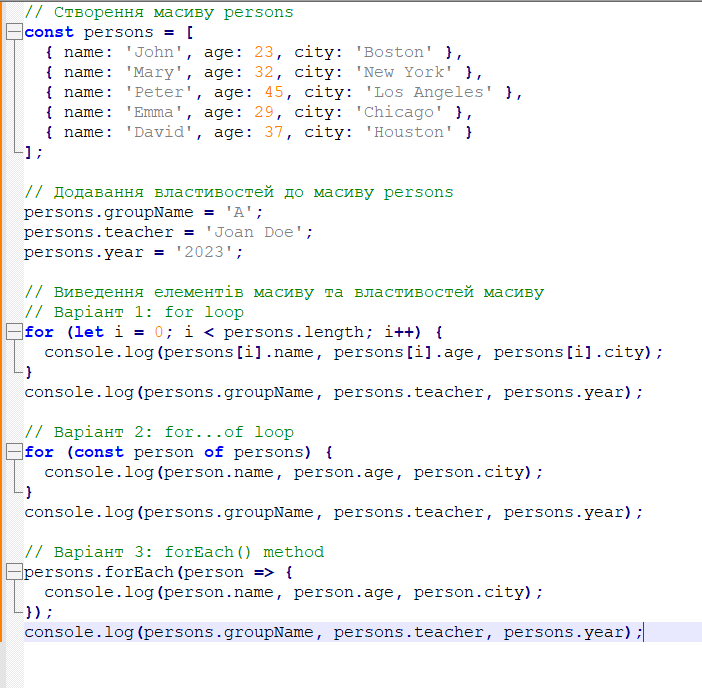 // Створення масиву persons
const persons = [
  { name: 'John', age: 23, city: 'Boston' },
  { name: 'Mary', age: 32, city: 'New York' },
  { name: 'Peter', age: 45, city: 'Los Angeles' },
  { name: 'Emma', age: 29, city: 'Chicago' },
  { name: 'David', age: 37, city: 'Houston' }
];

// Додавання властивостей до масиву persons
persons.groupName = 'A';
persons.teacher = 'Joan Doe';
persons.year = '2023';

// Виведення елементів масиву та властивостей масиву
// Варіант 1: for loop
for (let i = 0; i < persons.length; i++) {
  console.log(persons[i].name, persons[i].age, persons[i].city);
}
console.log(persons.groupName, persons.teacher, persons.year);

// Варіант 2: for...of loop
for (const person of persons) {
  console.log(person.name, person.age, person.city);
}
console.log(persons.groupName, persons.teacher, persons.year);

// Варіант 3: forEach() method
persons.forEach(person => {
  console.log(person.name, person.age, person.city);
});
console.log(persons.groupName, persons.teacher, persons.year);